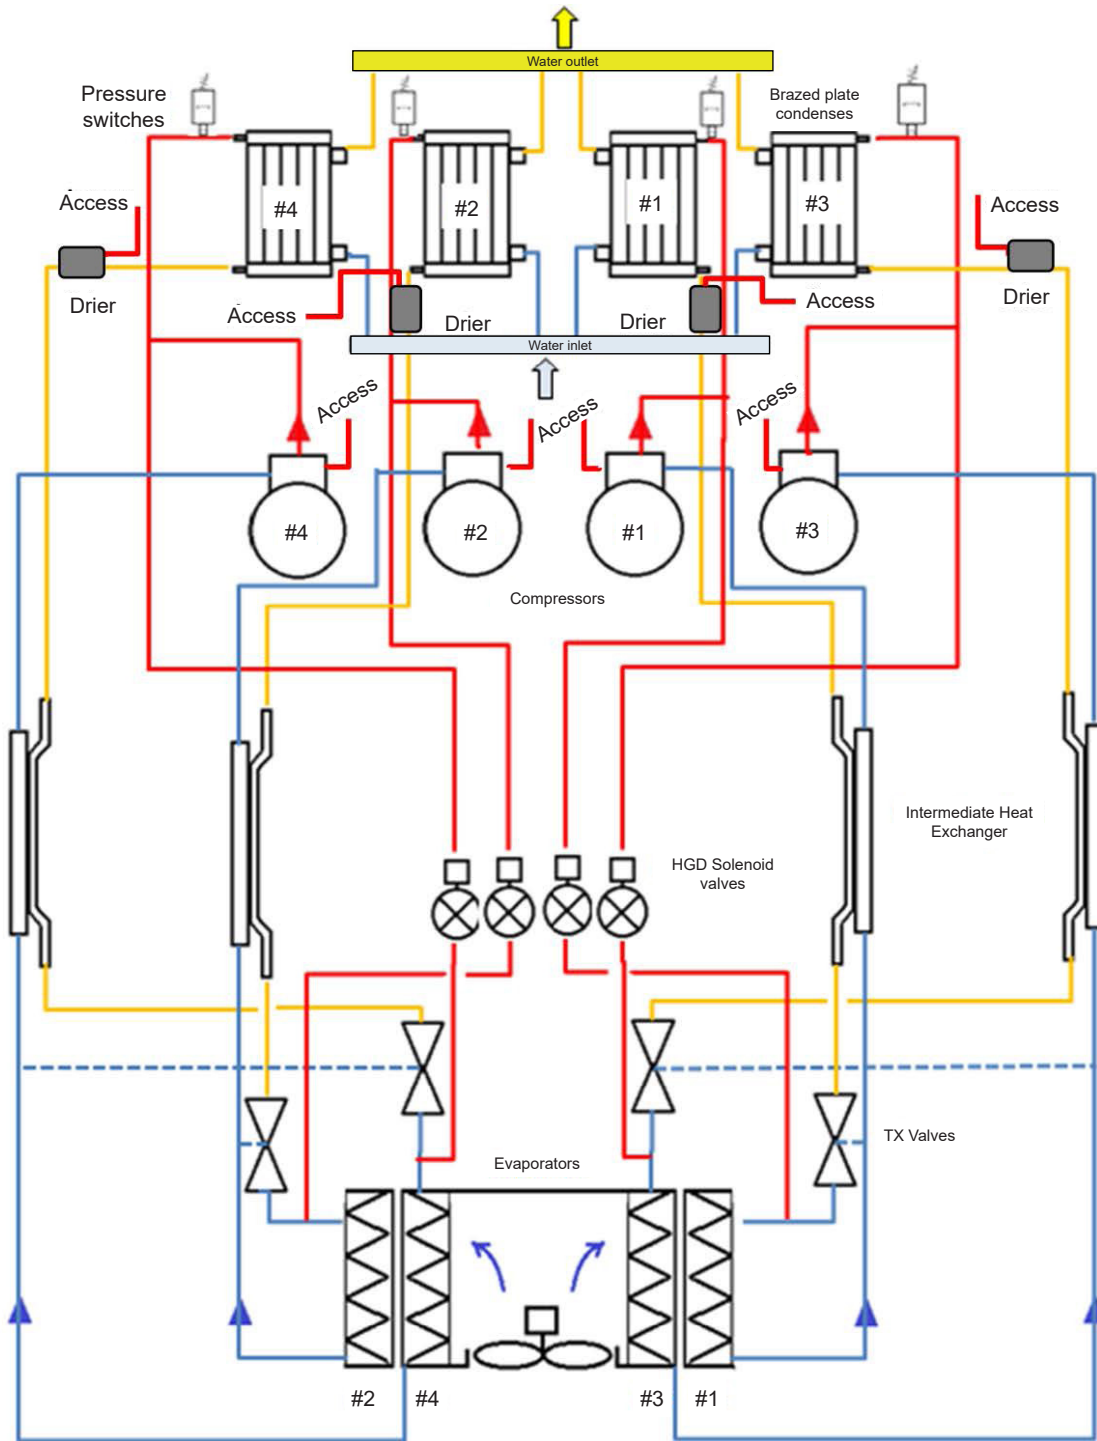 Water outlet
Pressure
switches
Brazed plate
condenses
#4
#2
#1
#3
Access
Access
Drier
Access
Drier
Drier
Access
Drier
Water inlet
Access
Access
Access
#4
#2
#1
#3
Compressors
Intermediate Heat
Exchanger
HGD Solenoid
valves
TX Valves
Evaporators
#2
#4
#3
#1